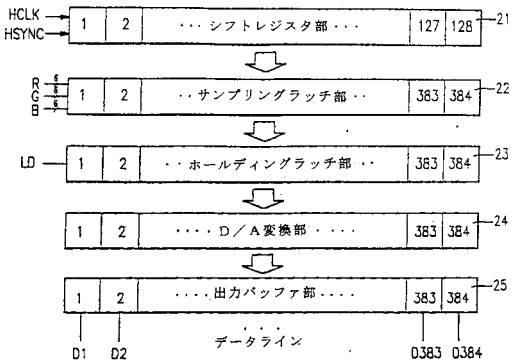 HCLK
HSYNC
1 2 ··· シフトレジスタ部 ··· 127 128 21
R 6
G 6
B 6
1 2 ·· サンプリングラッチ部 ·· 383 384 22
LD 1 2 ·· ホールディングラッチ部 ·· 383 384 23
1 2 ···· D/A変換部 ···· 383 384 24
1 2 ···· 出力バッファ部 ···· 383 384 25
···
D1 D2 データライン D383 D384